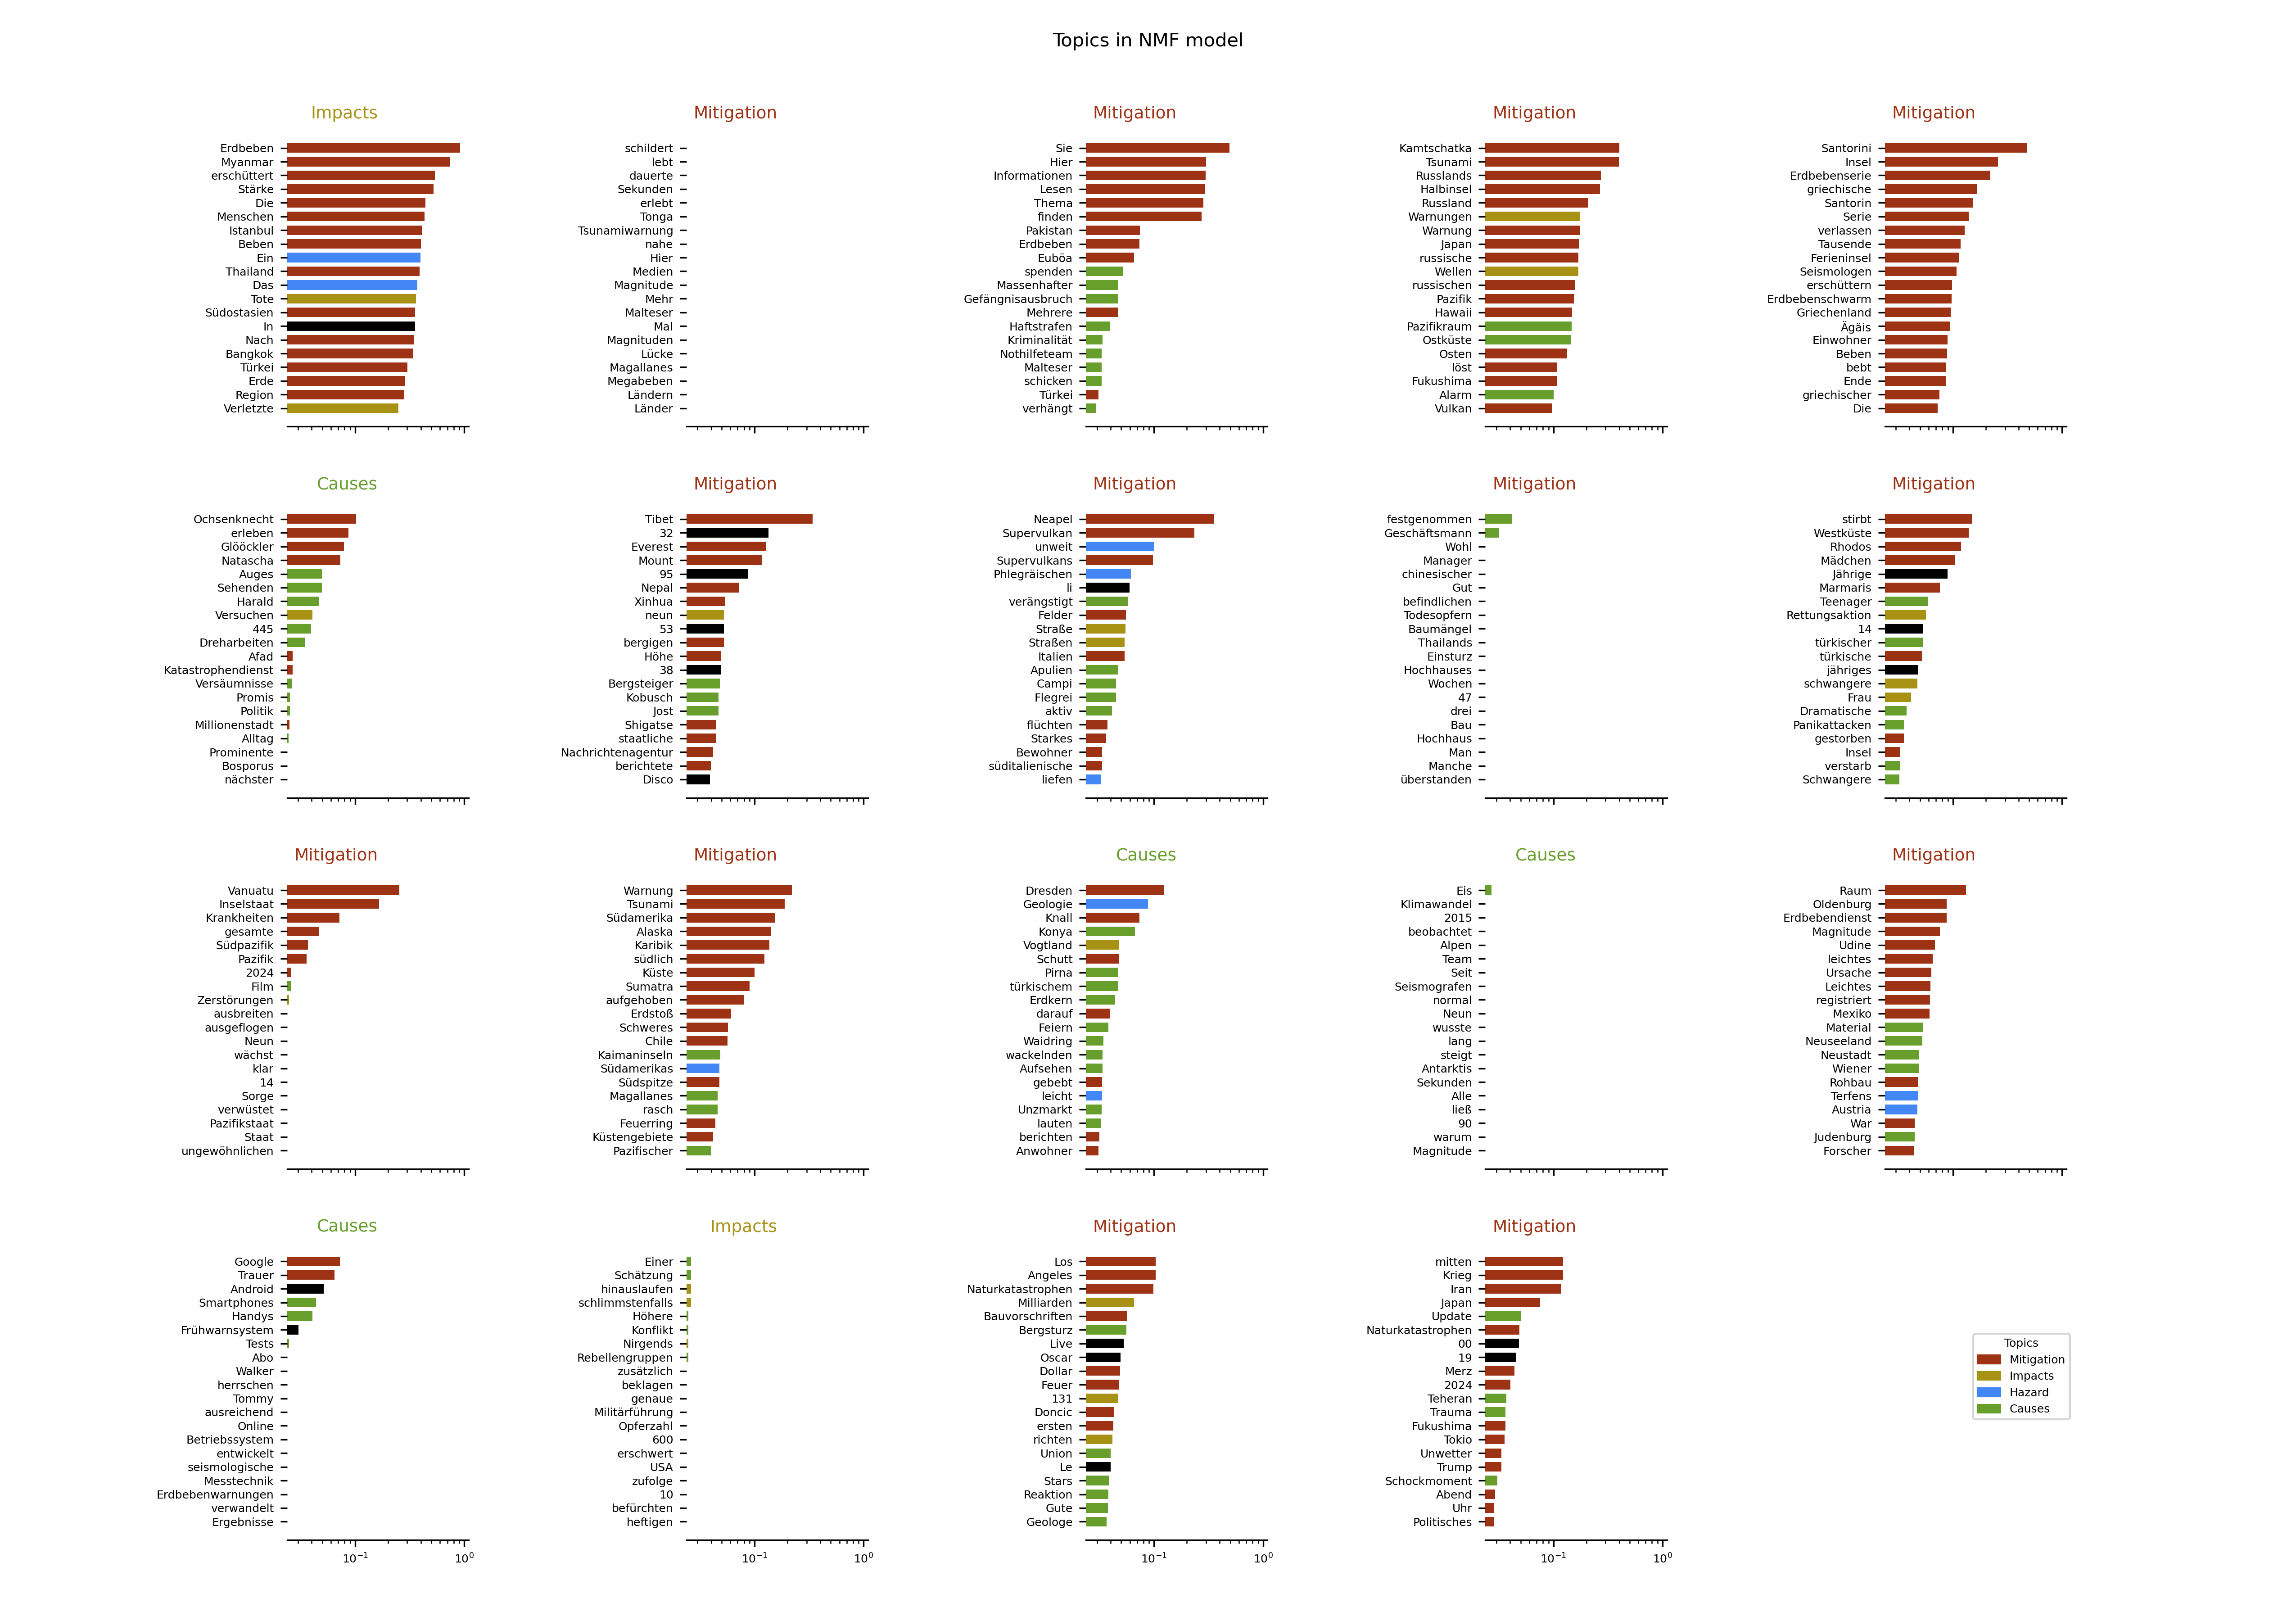 Topics in NMF model
Impacts
Erdbeben
Myanmar
erschüttert
Stärke
Die
Menschen
Istanbul
Beben
Ein
Thailand
Das
Tote
Südostasien
In
Nach
Bangkok
Türkei
Erde
Region
Verletzte
Mitigation
schildert
lebt
dauerte
Sekunden
erlebt
Tonga
Tsunamiwarnung
nahe
Hier
Medien
Magnitude
Mehr
Malteser
Mal
Magnituden
Lücke
Magallanes
Megabeben
Ländern
Länder
Mitigation
Sie
Hier
Informationen
Lesen
Thema
finden
Pakistan
Erdbeben
Euböa
spenden
Massenhafter
Gefängnisausbruch
Mehrere
Haftstrafen
Kriminalität
Nothilfeteam
Malteser
schicken
Türkei
verhängt
Mitigation
Kamtschatka
Tsunami
Russlands
Halbinsel
Russland
Warnungen
Warnung
Japan
russische
Wellen
russischen
Pazifik
Hawaii
Pazifikraum
Ostküste
Osten
löst
Fukushima
Alarm
Vulkan
Mitigation
Santorini
Insel
Erdbebenserie
griechische
Santorin
Serie
verlassen
Tausende
Ferieninsel
Seismologen
erschüttern
Erdbebenschwarm
Griechenland
Ägäis
Einwohner
Beben
bebt
Ende
griechischer
Die
Causes
Ochsenknecht
erleben
Glööckler
Natascha
Auges
Sehenden
Harald
Versuchen
445
Dreharbeiten
Afad
Katastrophendienst
Versäumnisse
Promis
Politik
Millionenstadt
Alltag
Prominente
Bosporus
nächster
Mitigation
Tibet
32
Everest
Mount
95
Nepal
Xinhua
neun
53
bergigen
Höhe
38
Bergsteiger
Kobusch
Jost
Shigatse
staatliche
Nachrichtenagentur
berichtete
Disco
Mitigation
Neapel
Supervulkan
unweit
Supervulkans
Phlegräischen
li
verängstigt
Felder
Straße
Straßen
Italien
Apulien
Campi
Flegrei
aktiv
flüchten
Starkes
Bewohner
süditalienische
liefen
Mitigation
festgenommen
Geschäftsmann
Wohl
Manager
chinesischer
Gut
befindlichen
Todesopfern
Baumängel
Thailands
Einsturz
Hochhauses
Wochen
47
drei
Bau
Hochhaus
Man
Manche
überstanden
Mitigation
stirbt
Westküste
Rhodos
Mädchen
Jährige
Marmaris
Teenager
Rettungsaktion
14
türkischer
türkische
jähriges
schwangere
Frau
Dramatische
Panikattacken
gestorben
Insel
verstarb
Schwangere
Mitigation
Vanuatu
Inselstaat
Krankheiten
gesamte
Südpazifik
Pazifik
2024
Film
Zerstörungen
ausbreiten
ausgeflogen
Neun
wächst
klar
14
Sorge
verwüstet
Pazifikstaat
Staat
ungewöhnlichen
Mitigation
Warnung
Tsunami
Südamerika
Alaska
Karibik
südlich
Küste
Sumatra
aufgehoben
Erdstoß
Schweres
Chile
Kaimaninseln
Südamerikas
Südspitze
Magallanes
rasch
Feuerring
Küstengebiete
Pazifischer
Causes
Dresden
Geologie
Knall
Konya
Vogtland
Schutt
Pirna
türkischem
Erdkern
darauf
Feiern
Waidring
wackelnden
Aufsehen
gebebt
leicht
Unzmarkt
lauten
berichten
Anwohner
Causes
Eis
Klimawandel
2015
beobachtet
Alpen
Team
Seit
Seismografen
normal
Neun
wusste
lang
steigt
Antarktis
Sekunden
Alle
ließ
90
warum
Magnitude
Mitigation
Raum
Oldenburg
Erdbebendienst
Magnitude
Udine
leichtes
Ursache
Leichtes
registriert
Mexiko
Material
Neuseeland
Neustadt
Wiener
Rohbau
Terfens
Austria
War
Judenburg
Forscher
Causes
Google
Trauer
Android
Smartphones
Handys
Frühwarnsystem
Tests
Abo
Walker
herrschen
Tommy
ausreichend
Online
Betriebssystem
entwickelt
seismologische
Messtechnik
Erdbebenwarnungen
verwandelt
Ergebnisse
10⁻¹ 10⁰
Impacts
Einer
Schätzung
hinauslaufen
schlimmstenfalls
Höhere
Konflikt
Nirgends
Rebellengruppen
zusätzlich
beklagen
genaue
Militärführung
Opferzahl
600
erschwert
USA
zufolge
10
befürchten
heftigen
10⁻¹ 10⁰
Mitigation
Los
Angeles
Naturkatastrophen
Milliarden
Bauvorschriften
Bergsturz
Live
Oscar
Dollar
Feuer
131
Doncic
ersten
richten
Union
Le
Stars
Reaktion
Gute
Geologe
10⁻¹ 10⁰
Mitigation
mitten
Krieg
Iran
Japan
Update
Naturkatastrophen
00
19
Merz
2024
Teheran
Trauma
Fukushima
Tokio
Unwetter
Trump
Schockmoment
Abend
Uhr
Politisches
10⁻¹ 10⁰
Topics
Mitigation
Impacts
Hazard
Causes